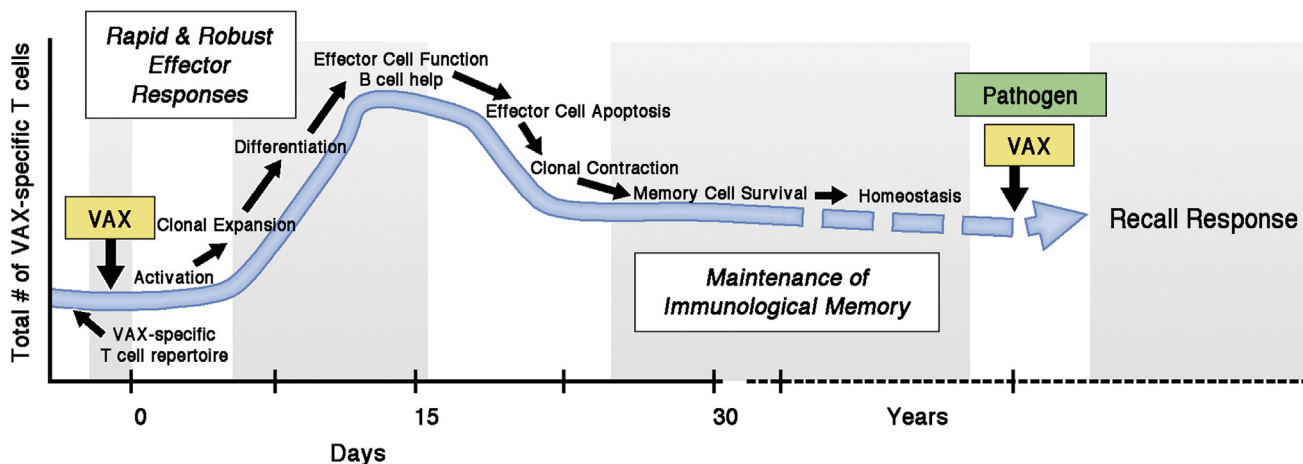 Rapid & Robust
Effector
Responses
Total # of VAX-specific T cells
VAX
VAX-specific
T cell repertoire
Activation
Clonal Expansion
Differentiation
Effector Cell Function
B cell help
Effector Cell Apoptosis
Clonal Contraction
Memory Cell Survival
Homeostasis
Maintenance of
Immunological Memory
Pathogen
VAX
Recall Response
0
15
30
Years
Days